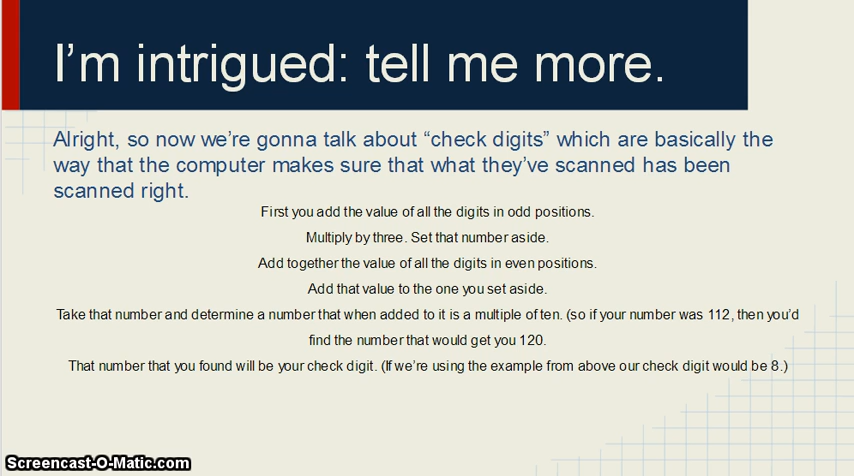 I’m intrigued: tell me more.
Alright, so now we’re gonna talk about “check digits” which are basically the
way that the computer makes sure that what they’ve scanned has been
scanned right.
First you add the value of all the digits in odd positions.
Multiply by three. Set that number aside.
Add together the value of all the digits in even positions.
Add that value to the one you set aside.
Take that number and determine a number that when added to it is a multiple of ten. (so if your number was 112, then you’d
find the number that would get you 120.
That number that you found will be your check digit. (If we’re using the example from above our check digit would be 8.)
Screencast-O-Matic.com